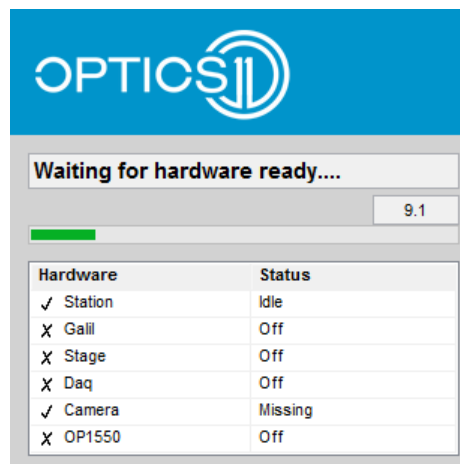 OPTICS11
Waiting for hardware ready....
9.1
Hardware Status
✓ Station Idle
X Galil Off
X Stage Off
X Daq Off
✓ Camera Missing
X OP1550 Off